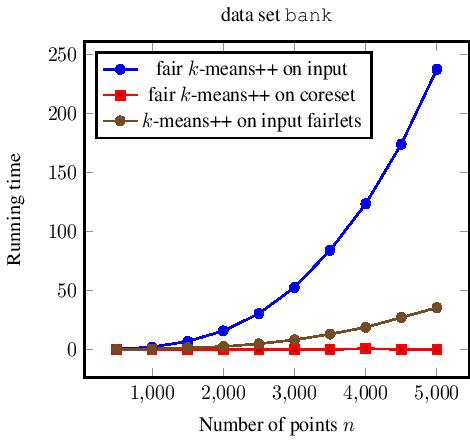 data set bank
250
200
150
100
50
0
Running time
fair k-means++ on input
fair k-means++ on coreset
k-means++ on input fairlets
1,000 2,000 3,000 4,000 5,000
Number of points n